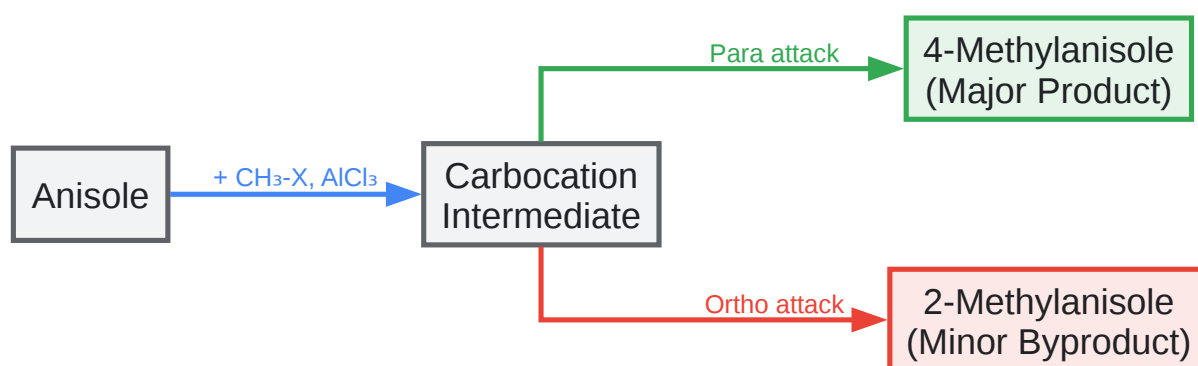 Para attack
4-Methylanisole
(Major Product)
Anisole
+ CH₃-X, AlCl₃
Carbocation
Intermediate
Ortho attack
2-Methylanisole
(Minor Byproduct)